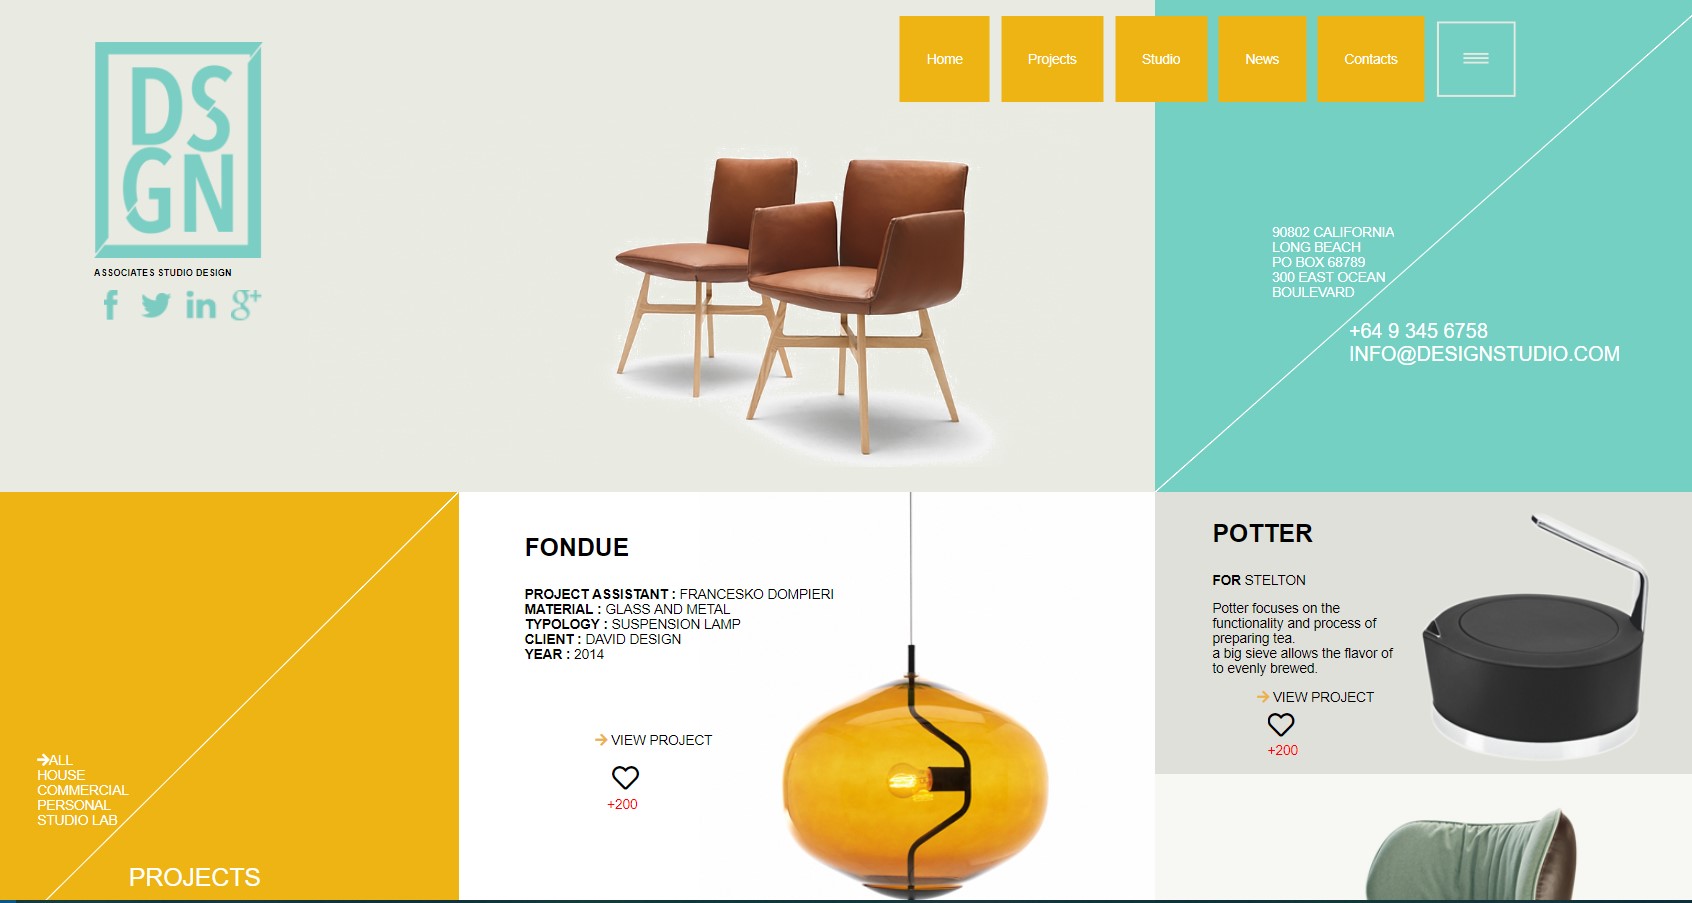 Home
Projects
Studio
News
Contacts
DS
GN
ASSOCIATES STUDIO DESIGN
90802 CALIFORNIA
LONG BEACH
PO BOX 68789
300 EAST OCEAN
BOULEVARD
+64 9 345 6758
INFO@DESIGNSTUDIO.COM
ALL
HOUSE
COMMERCIAL
PERSONAL
STUDIO LAB
PROJECTS
FONDUE
PROJECT ASSISTANT : FRANCESKO DOMPIERI
MATERIAL : GLASS AND METAL
TYPOLOGY : SUSPENSION LAMP
CLIENT : DAVID DESIGN
YEAR : 2014
VIEW PROJECT
+200
POTTER
FOR STELTON
Potter focuses on the
functionality and process of
preparing tea.
a big sieve allows the flavor of
to evenly brewed.
VIEW PROJECT
+200